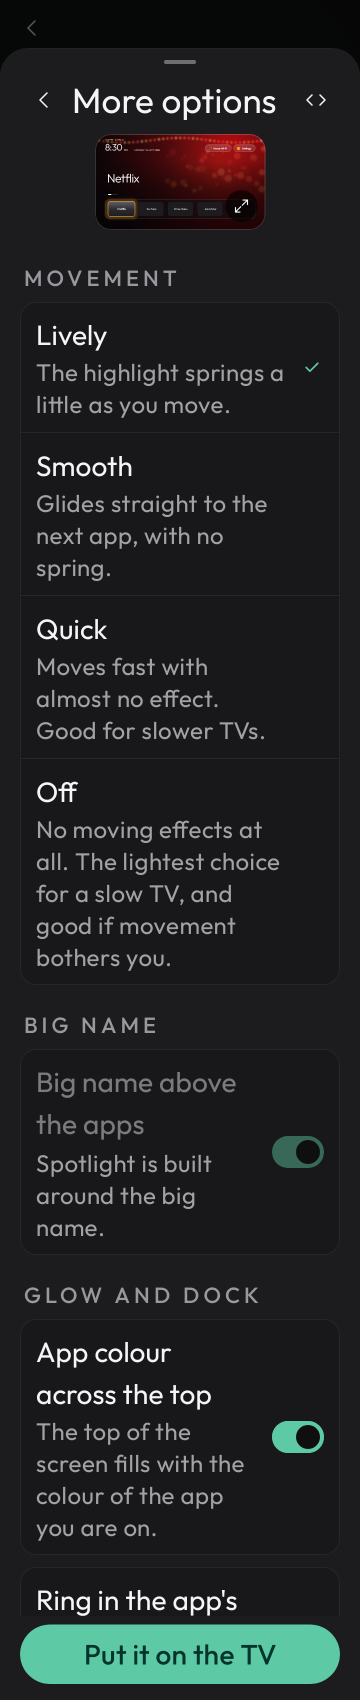 More options
8:30
Netflix
MOVEMENT
Lively
The highlight springs a
little as you move.
Smooth
Glides straight to the
next app, with no
spring.
Quick
Moves fast with
almost no effect.
Good for slower TVs.
Off
No moving effects at
all. The lightest choice
for a slow TV, and
good if movement
bothers you.
BIG NAME
Big name above
the apps
Spotlight is built
around the big
name.
GLOW AND DOCK
App colour
across the top
The top of the
screen fills with the
colour of the app
you are on.
Ring in the app's
Put it on the TV